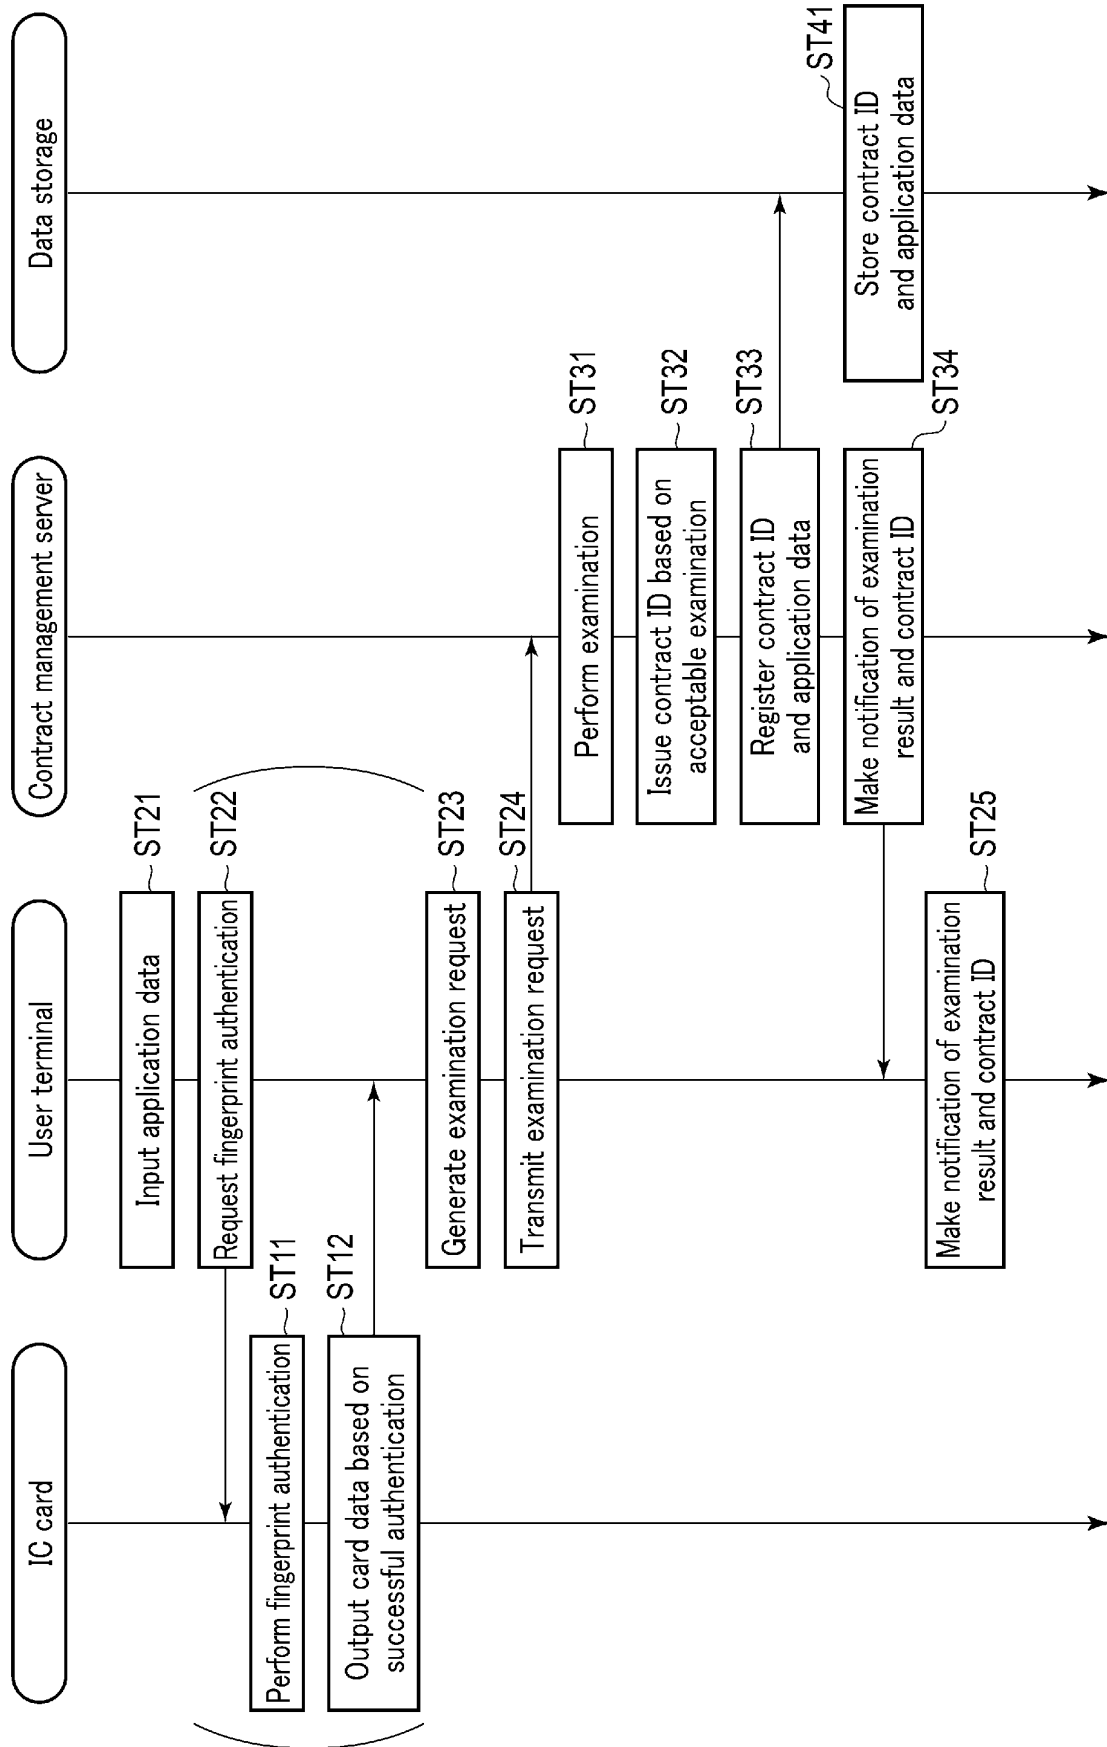 IC card
User terminal
Contract management server
Data storage
Input application data
ST21
Request fingerprint authentication
ST22
Perform fingerprint authentication
ST11
Output card data based on
successful authentication
ST12
Generate examination request
ST23
Transmit examination request
ST24
Perform examination
ST31
Issue contract ID based on
acceptable examination
ST32
Register contract ID
and application data
ST33
Make notification of examination
result and contract ID
ST34
Store contract ID
and application data
ST41
Make notification of examination
result and contract ID
ST25